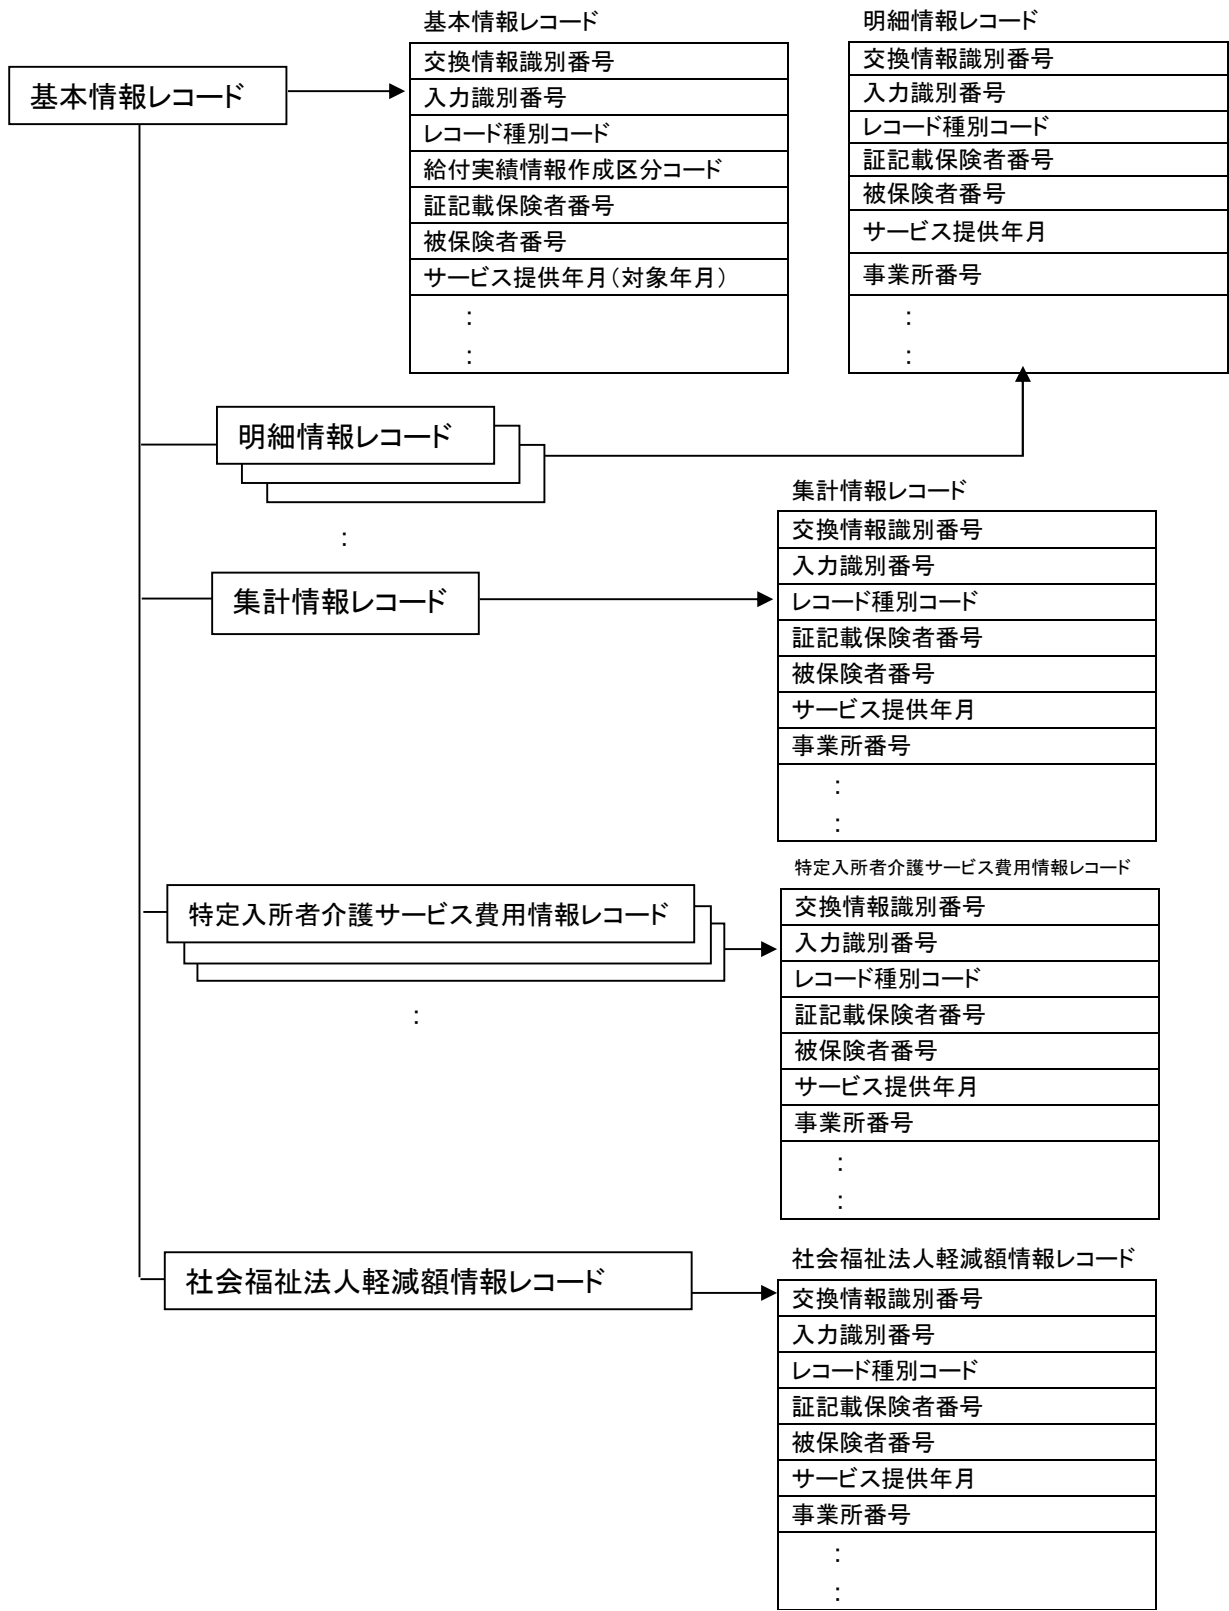 基本情報レコード
基本情報レコード
交換情報識別番号
入力識別番号
レコード種別コード
給付実績情報作成区分コード
証記載保険者番号
被保険者番号
サービス提供年月（対象年月）
：
：
明細情報レコード
交換情報識別番号
入力識別番号
レコード種別コード
証記載保険者番号
被保険者番号
サービス提供年月
事業所番号
：
：
明細情報レコード
：
集計情報レコード
集計情報レコード
交換情報識別番号
入力識別番号
レコード種別コード
証記載保険者番号
被保険者番号
サービス提供年月
事業所番号
：
：
特定入所者介護サービス費用情報レコード
：
特定入所者介護サービス費用情報レコード
交換情報識別番号
入力識別番号
レコード種別コード
証記載保険者番号
被保険者番号
サービス提供年月
事業所番号
：
：
社会福祉法人軽減額情報レコード
社会福祉法人軽減額情報レコード
交換情報識別番号
入力識別番号
レコード種別コード
証記載保険者番号
被保険者番号
サービス提供年月
事業所番号
：
：